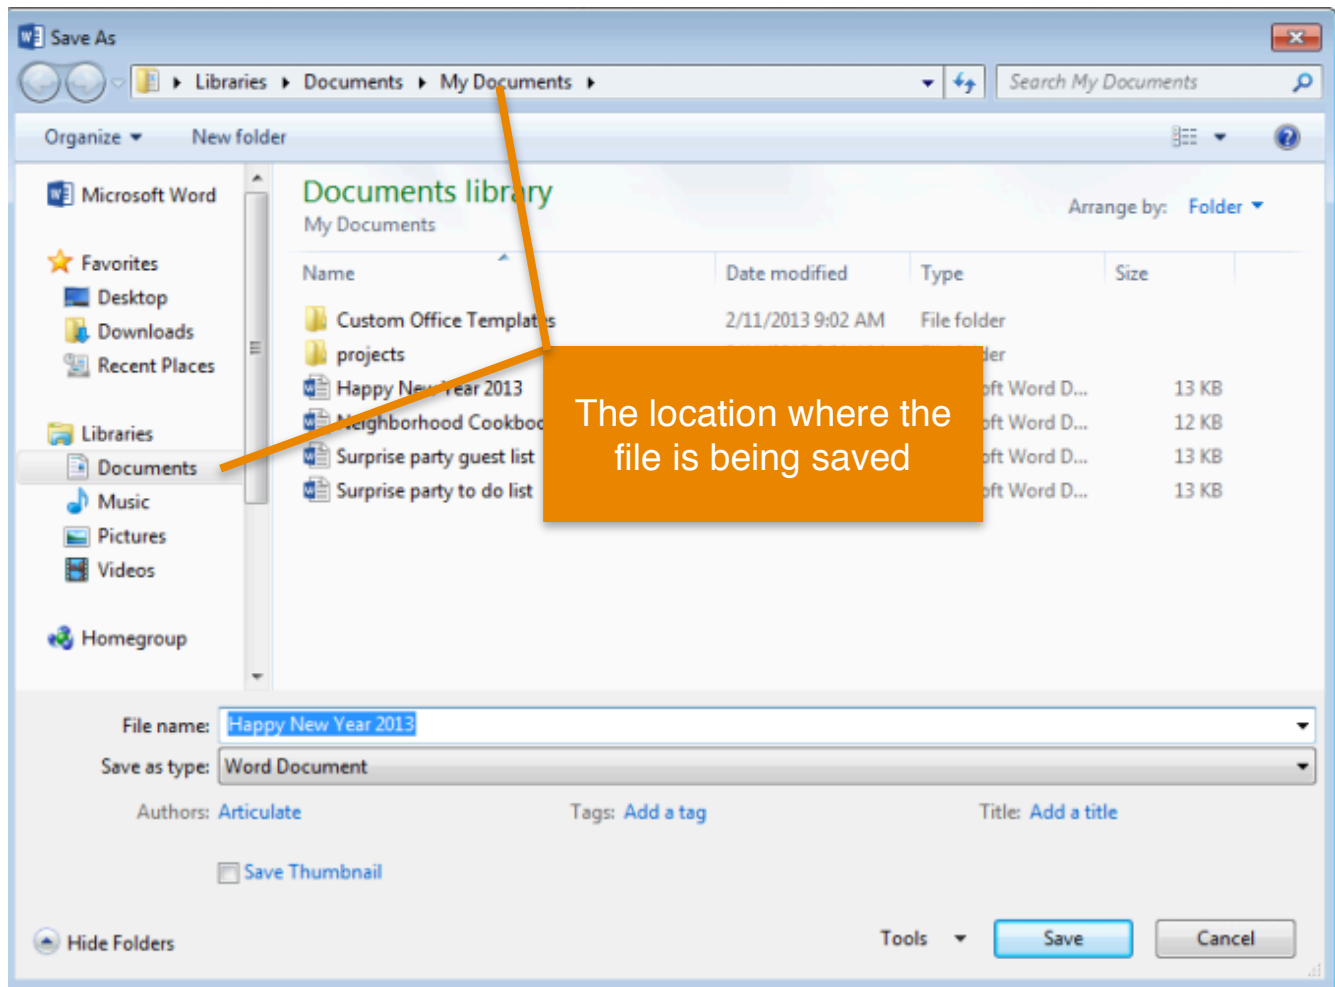 Save As
Libraries Documents My Documents Search My Documents
Organize New folder
Microsoft Word
Favorites
Desktop
Downloads
Recent Places
Libraries
Documents
Music
Pictures
Videos
Homegroup
Documents library
My Documents
Arrange by: Folder
Name Date modified Type Size
Custom Office Templates 2/11/2013 9:02 AM File folder
projects
Happy New Year 2013 13 KB
Neighborhood 12 KB
Surprise party guest list 13 KB
Surprise party to do list 13 KB
The location where the
file is being saved
File name: Happy New Year 2013
Save as type: Word Document
Authors: Articulate Tags: Add a tag Title: Add a title
Save Thumbnail
Hide Folders Tools Save Cancel